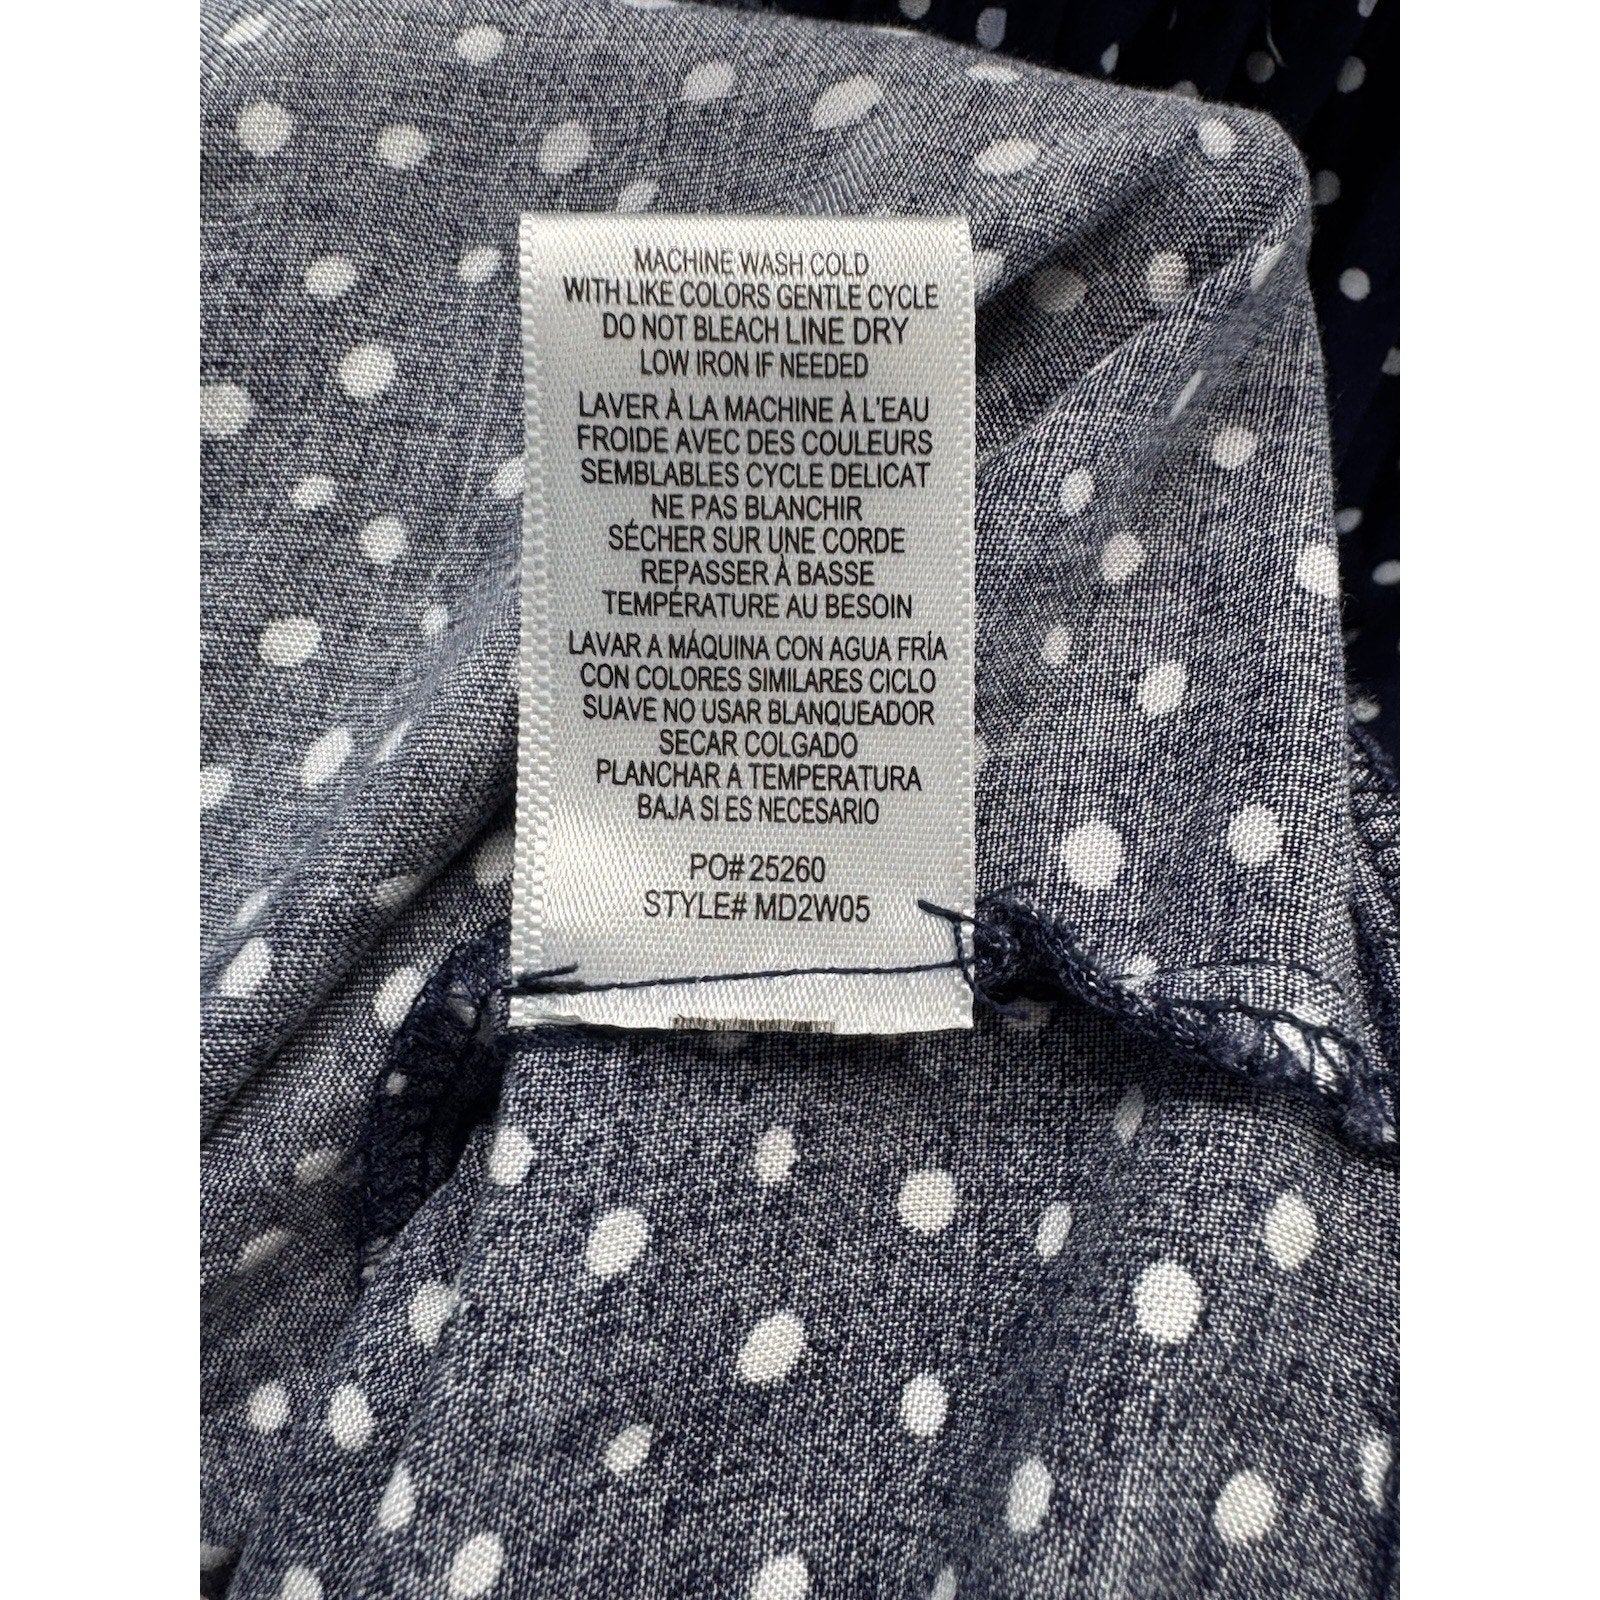 MACHINE WASH COLD
WITH LIKE COLORS GENTLE CYCLE
DO NOT BLEACH LINE DRY
LOW IRON IF NEEDED
LAVER À LA MACHINE À L'EAU
FROIDE AVEC DES COULEURS
SEMBLABLES CYCLE DELICAT
NE PAS BLANCHIR
SÉCHER SUR UNE CORDE
REPASSER À BASSE
TEMPÉRATURE AU BESOIN
LAVAR A MÁQUINA CON AGUA FRÍA
CON COLORES SIMILARES CICLO
SUAVE NO USAR BLANQUEADOR
SECAR COLGADO
PLANCHAR A TEMPERATURA
BAJA SI ES NECESARIO
PO# 25260
STYLE# MD2W05